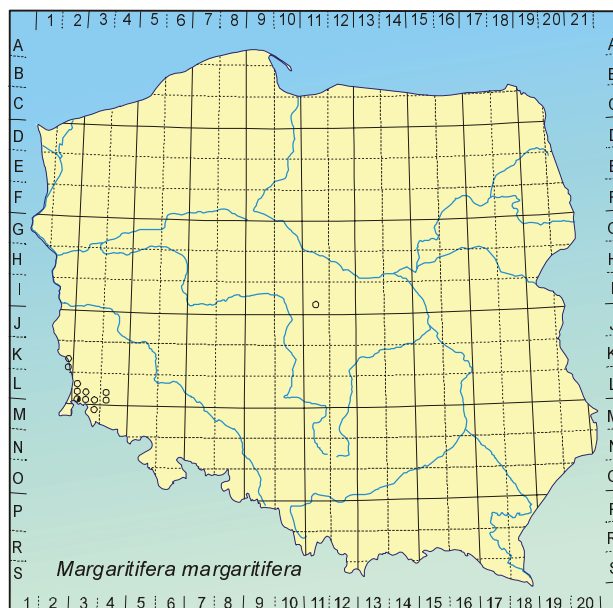 1 2 3 4 5 6 7 8 9 10 11 12 13 14 15 16 17 18 19 20 21
A A
B B
C C
D D
E E
F F
G G
H H
I I
J J
K K
L L
M M
N N
O O
P P
R R
S S
Margaritifera margaritifera
1 2 3 4 5 6 7 8 9 10 11 12 13 14 15 16 17 18 19 20 21